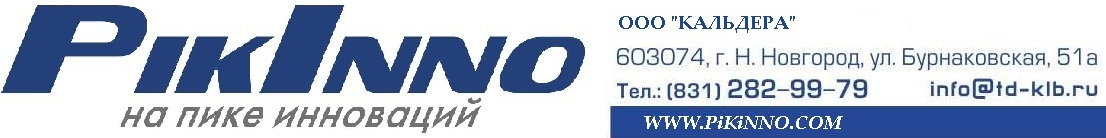 PIKINNO
на пике инноваций
ООО "КАЛЬДЕРА"
603074, г. Н. Новгород, ул. Бурнаковская, 51а
Тел.: (831) 282-99-79 info@td-klb.ru
WWW.PiKiNNO.COM